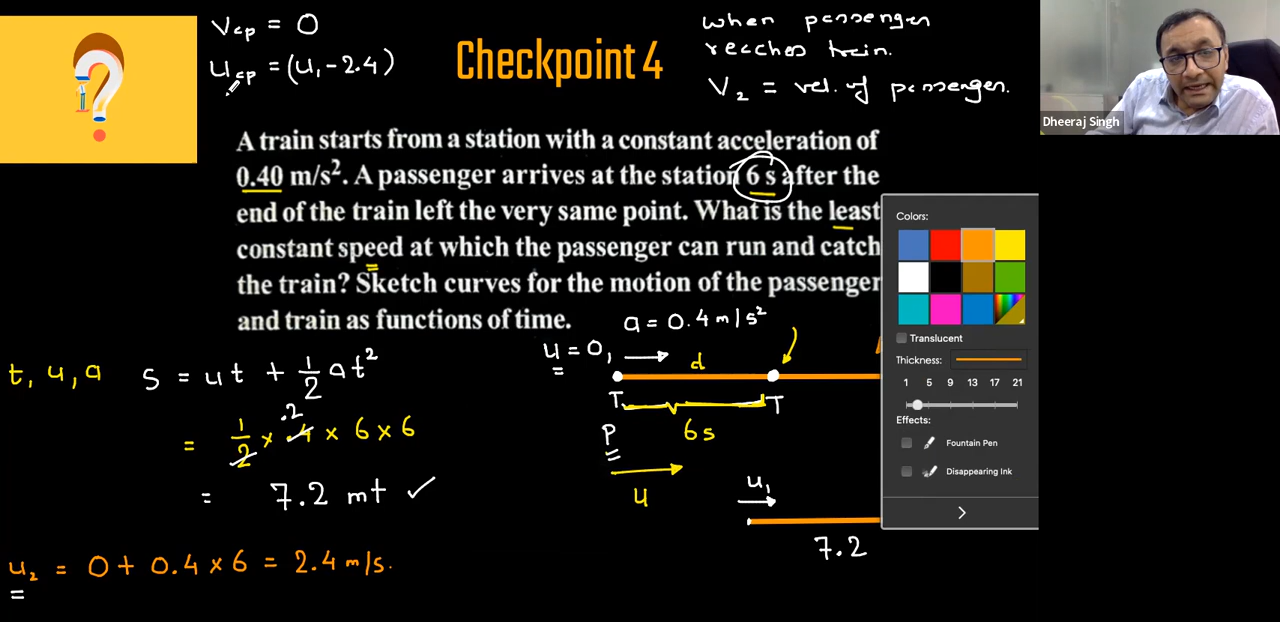 Vcp = 0
ucp = (u1 - 2.4)
Checkpoint 4
when passenger
reaches train.
V2 = vel. of passenger.
Dheeraj Singh
A train starts from a station with a constant acceleration of
0.40 m/s². A passenger arrives at the station 6 s after the
end of the train left the very same point. What is the least
constant speed at which the passenger can run and catch
the train? Sketch curves for the motion of the passenger
and train as functions of time.
Colors:
Translucent
Thickness:
1 5 9 13 17 21
Effects:
Fountain Pen
Disappearing Ink
a = 0.4 m/s²
u = 0,
d
T T
6s
P
u
u1
7.2
t, u, a s = ut + 1/2 at²
= 1/2 × .4 × 6 × 6
.2
= 7.2 mt ✓
u2 = 0 + 0.4 × 6 = 2.4 m/s.
=